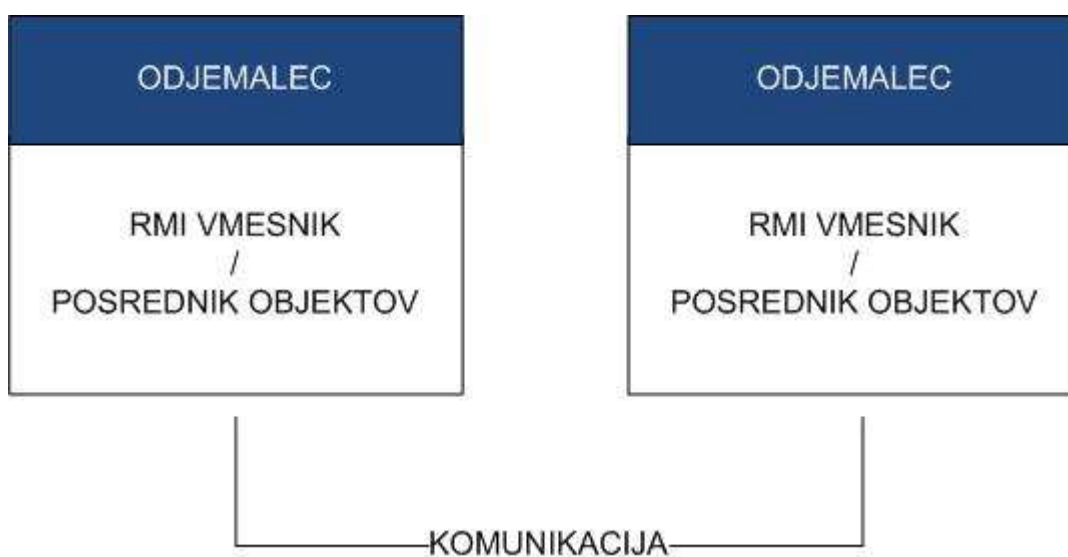 ODJEMALEC
RMI VMESNIK
/
POSREDNIK OBJEKTOV
ODJEMALEC
RMI VMESNIK
/
POSREDNIK OBJEKTOV
KOMUNIKACIJA